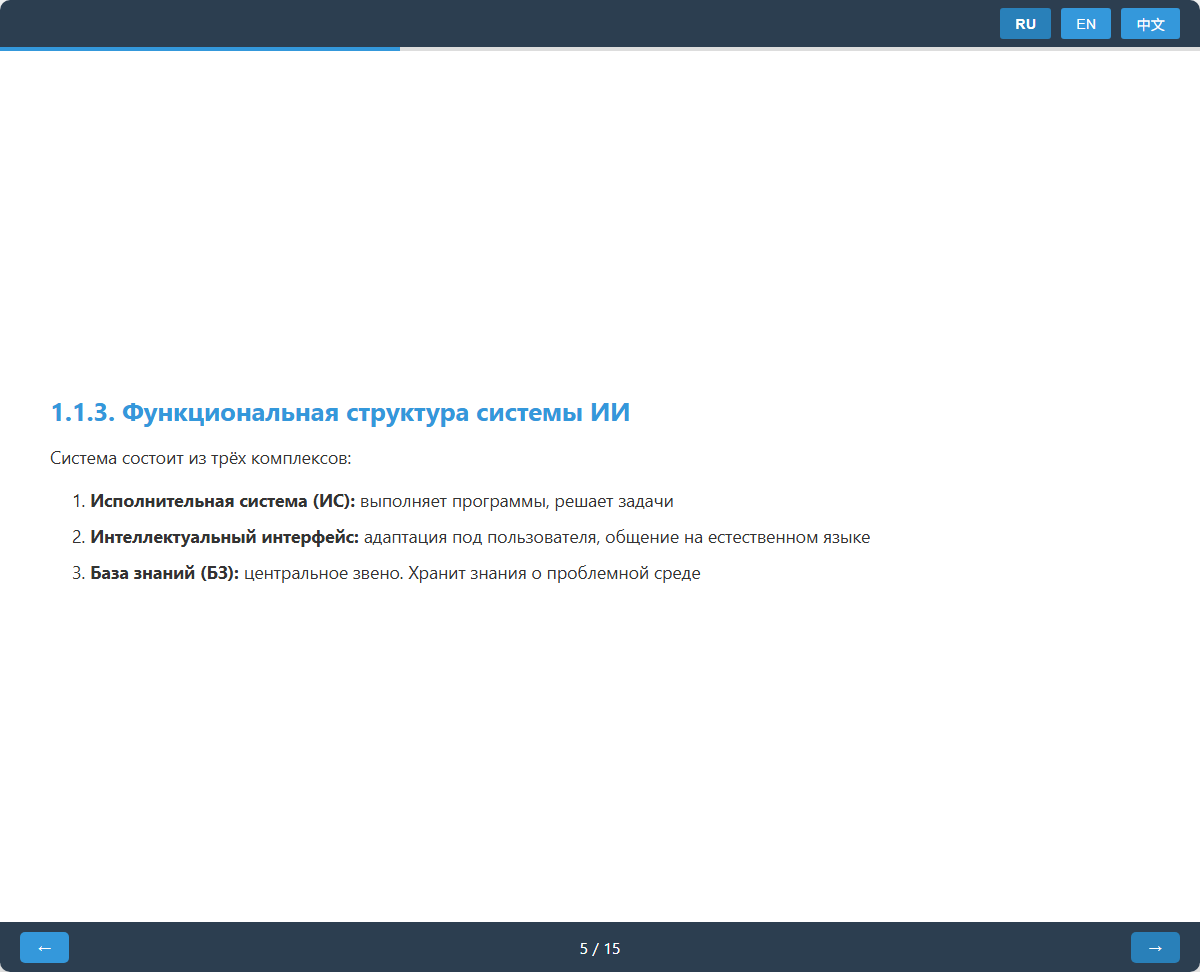 RU EN 中文
1.1.3. Функциональная структура системы ИИ
Система состоит из трёх комплексов:
1. Исполнительная система (ИС): выполняет программы, решает задачи
2. Интеллектуальный интерфейс: адаптация под пользователя, общение на естественном языке
3. База знаний (БЗ): центральное звено. Хранит знания о проблемной среде
← 5 / 15 →